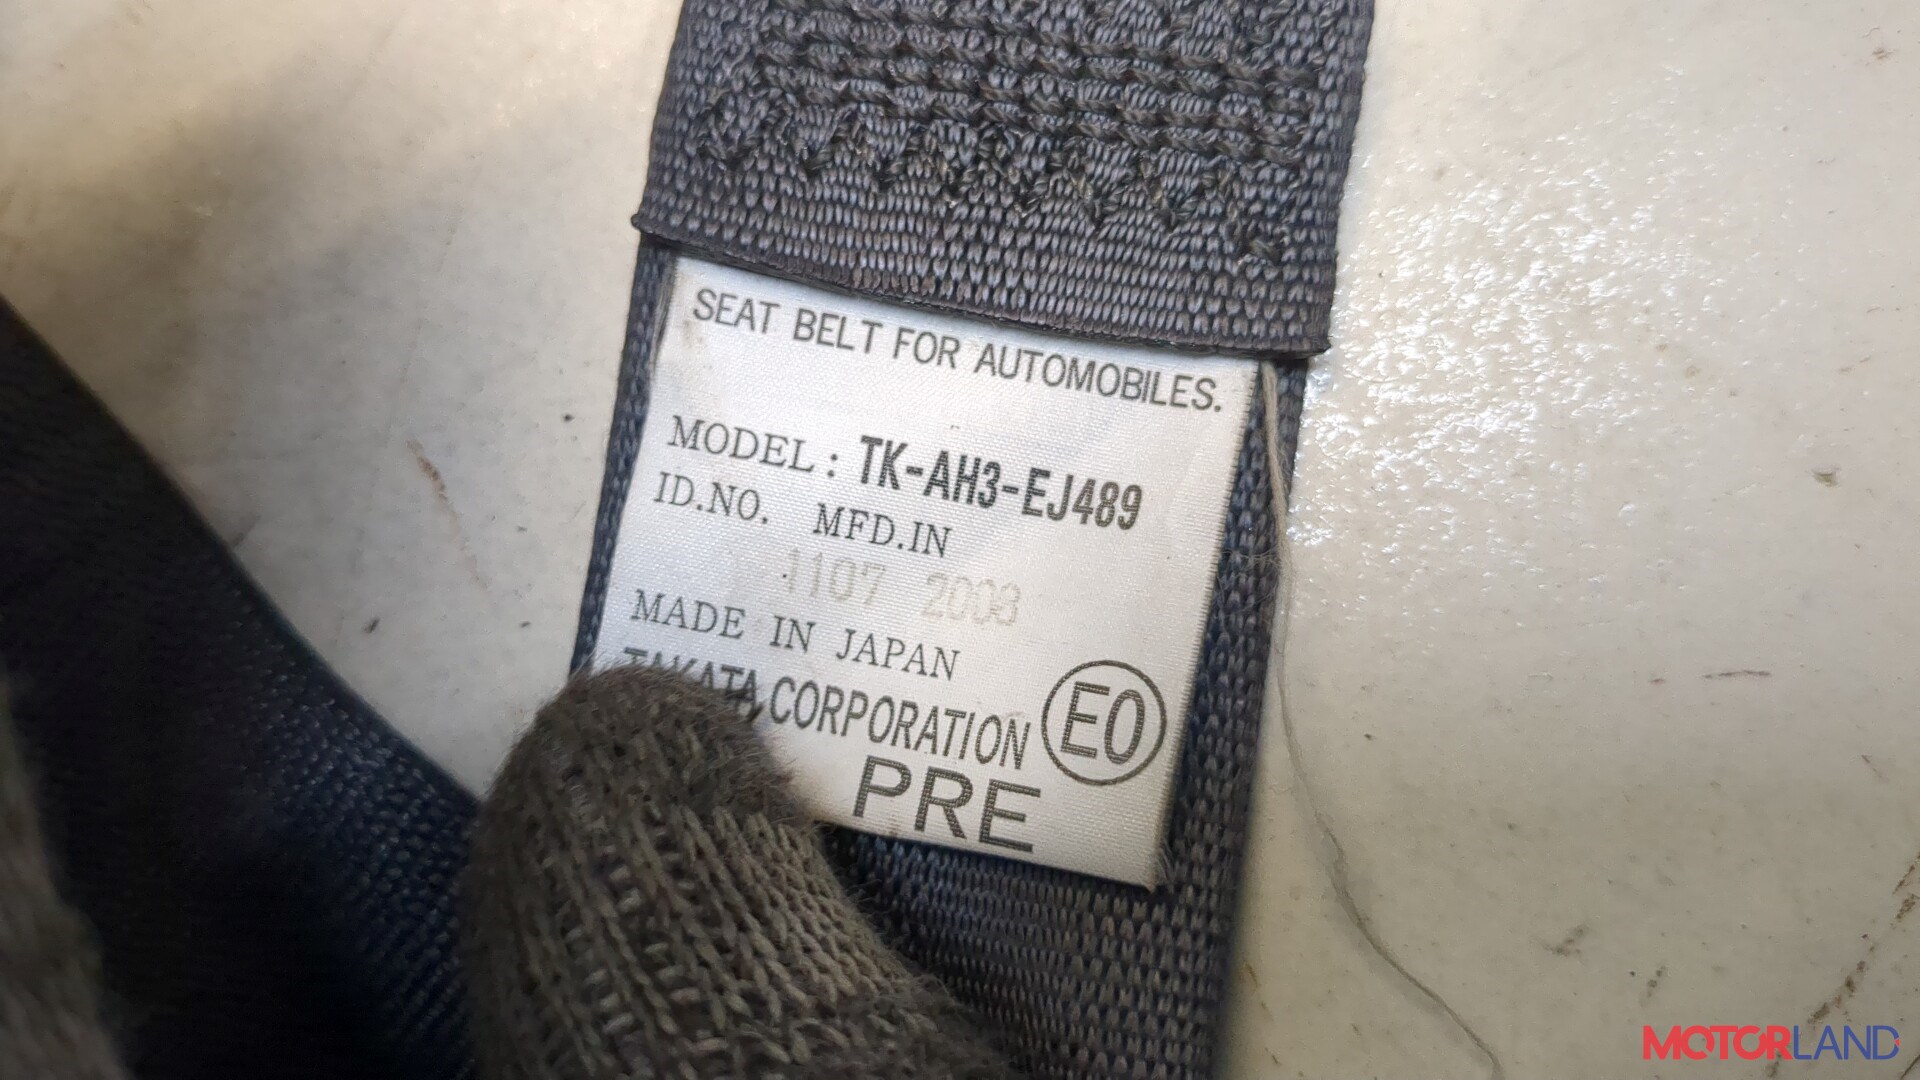 SEAT BELT FOR AUTOMOBILES.
MODEL : TK-AH3-EJ489
ID.NO. MFD.IN
1107 2003
MADE IN JAPAN
TAKATA CORPORATION
E0
PRE
MOTORLAND